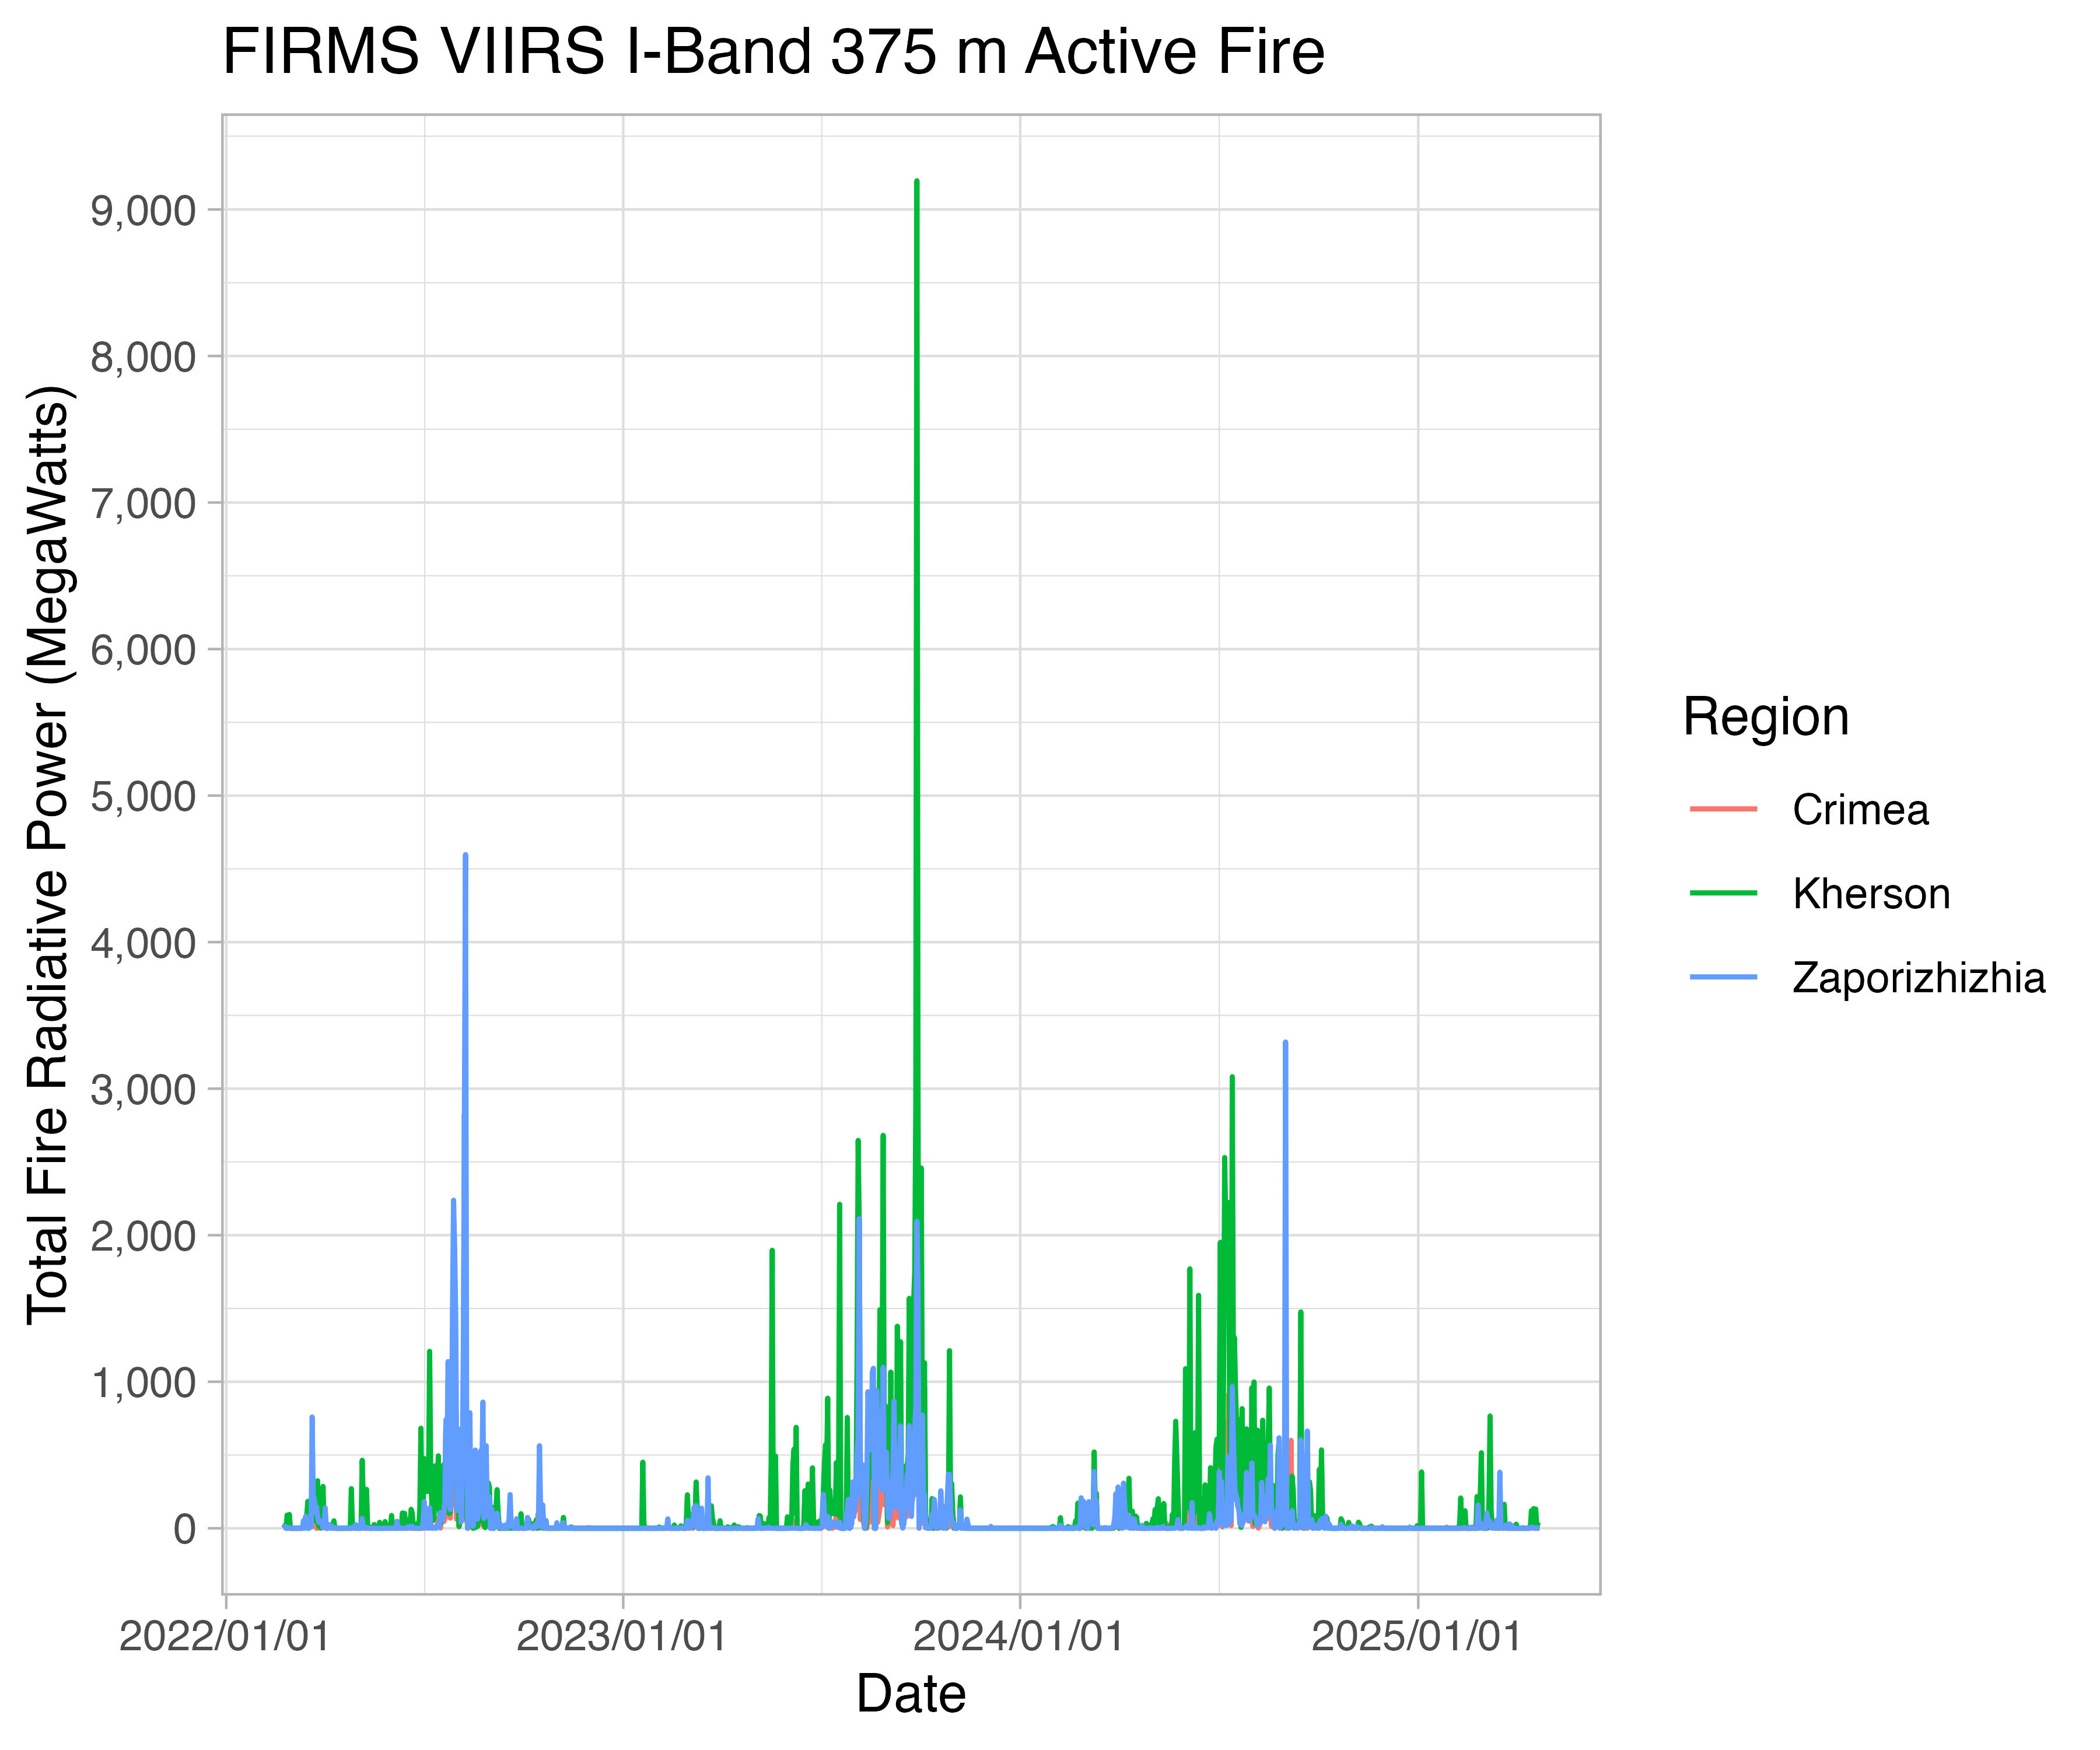 FIRMS VIIRS I-Band 375 m Active Fire
Total Fire Radiative Power (MegaWatts)
9,000
8,000
7,000
6,000
5,000
4,000
3,000
2,000
1,000
0
2022/01/01
2023/01/01
2024/01/01
2025/01/01
Date
Region
Crimea
Kherson
Zaporizhizhia